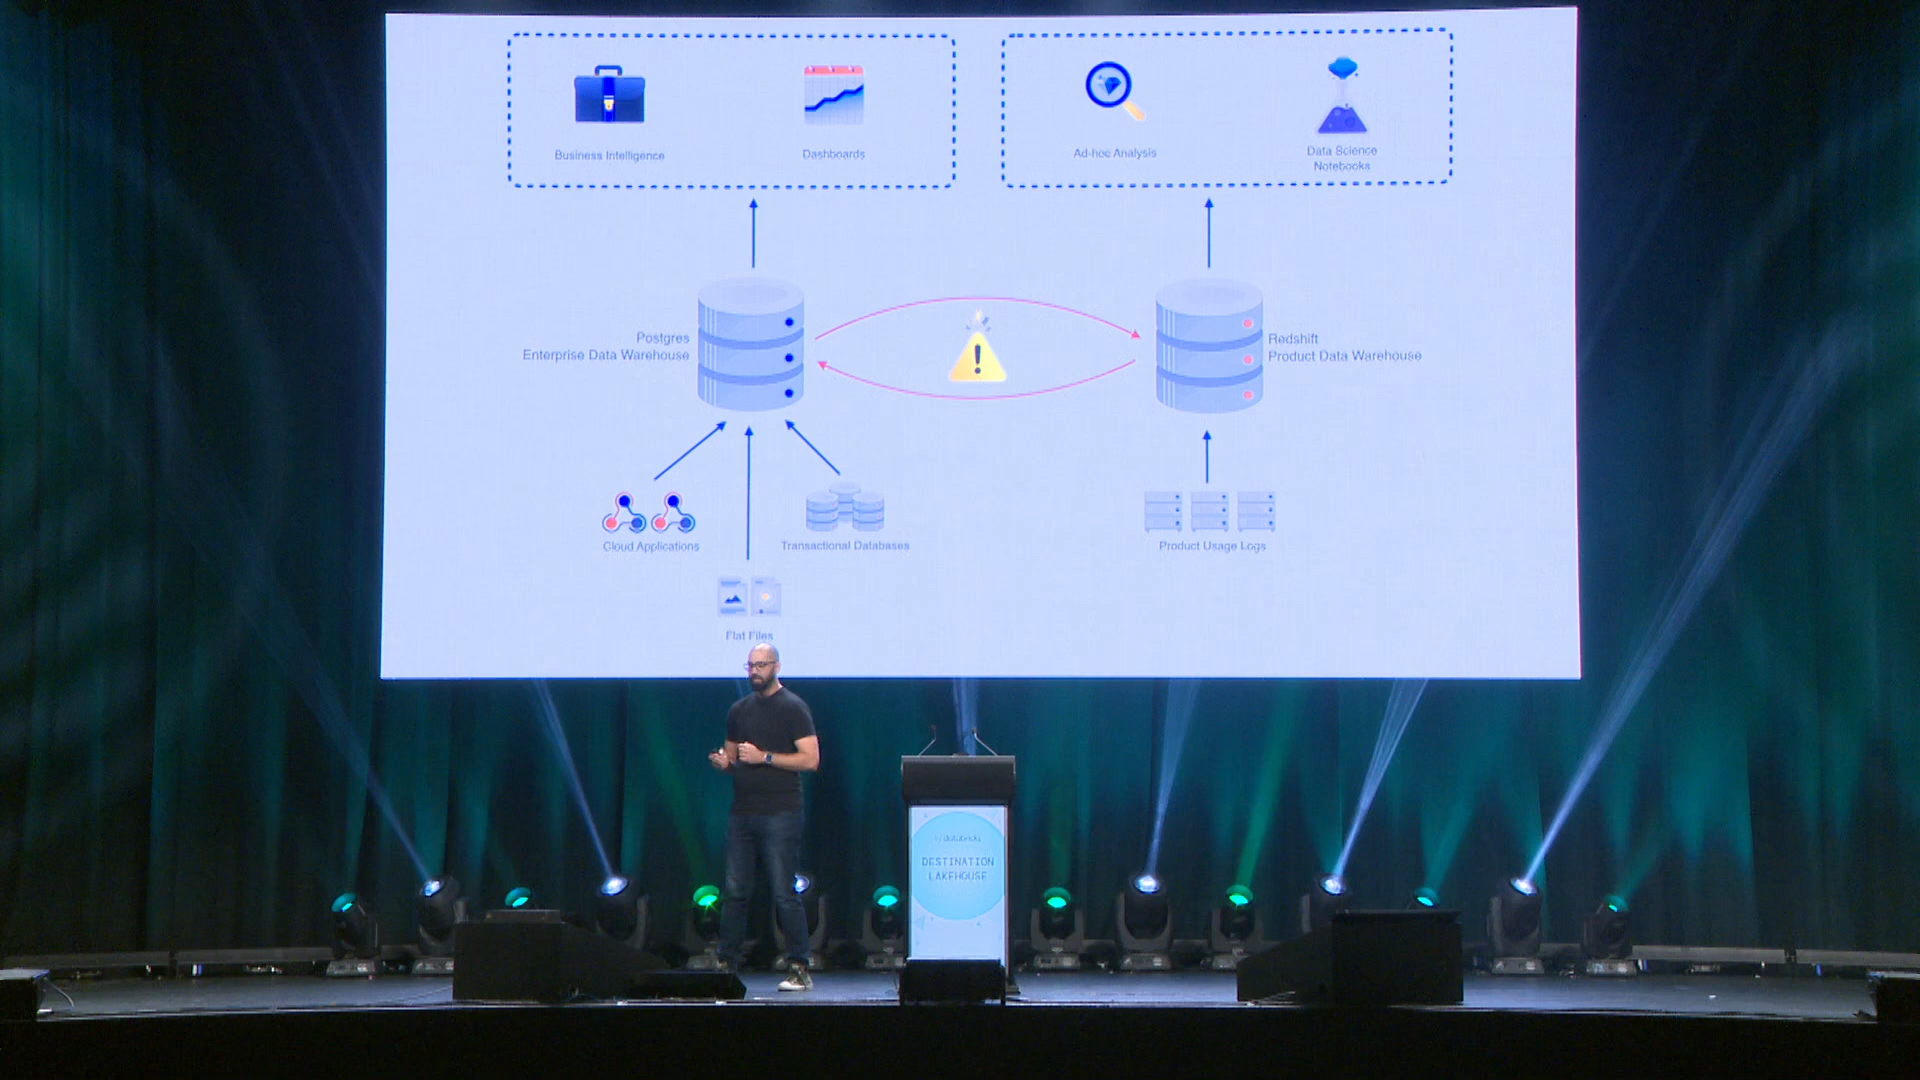 Business Intelligence
Dashboards
Ad-hoc Analysis
Data Science
Notebooks
Postgres
Enterprise Data Warehouse
Redshift
Product Data Warehouse
Cloud Applications
Transactional Databases
Product Usage Logs
Flat Files
databricks
DESTINATION
LAKEHOUSE